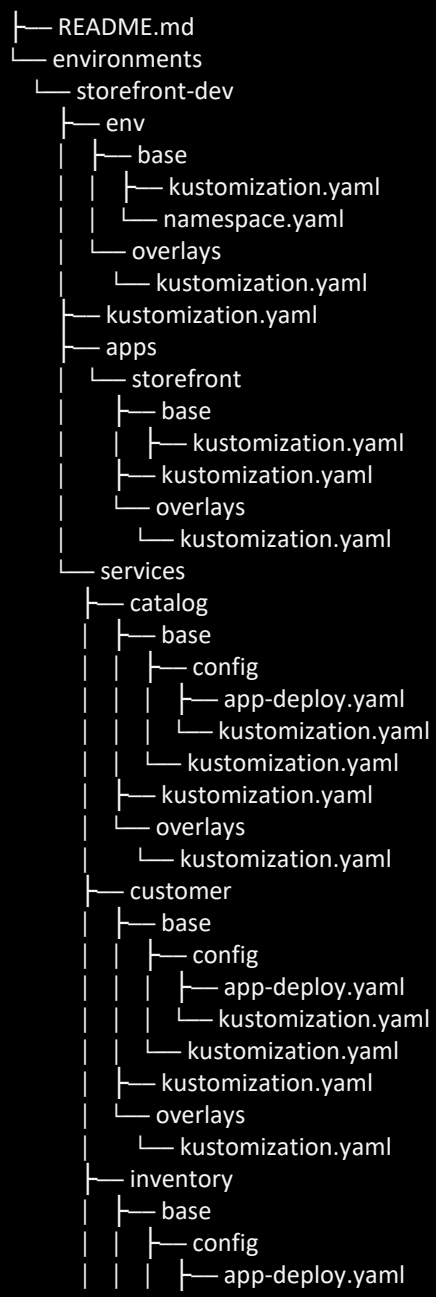 ├── README.md
└── environments
    └── storefront-dev
        ├── env
        │   ├── base
        │   │   ├── kustomization.yaml
        │   │   └── namespace.yaml
        │   └── overlays
        │       └── kustomization.yaml
        ├── kustomization.yaml
        ├── apps
        │   └── storefront
        │       ├── base
        │       │   ├── kustomization.yaml
        │       ├── kustomization.yaml
        │       └── overlays
        │           └── kustomization.yaml
        └── services
            ├── catalog
            │   ├── base
            │   │   ├── config
            │   │   │   ├── app-deploy.yaml
            │   │   │   └── kustomization.yaml
            │   │   └── kustomization.yaml
            │   ├── kustomization.yaml
            │   └── overlays
            │       └── kustomization.yaml
            ├── customer
            │   ├── base
            │   │   ├── config
            │   │   │   ├── app-deploy.yaml
            │   │   │   └── kustomization.yaml
            │   │   └── kustomization.yaml
            │   ├── kustomization.yaml
            │   └── overlays
            │       └── kustomization.yaml
            ├── inventory
            │   ├── base
            │   │   ├── config
            │   │   │   ├── app-deploy.yaml